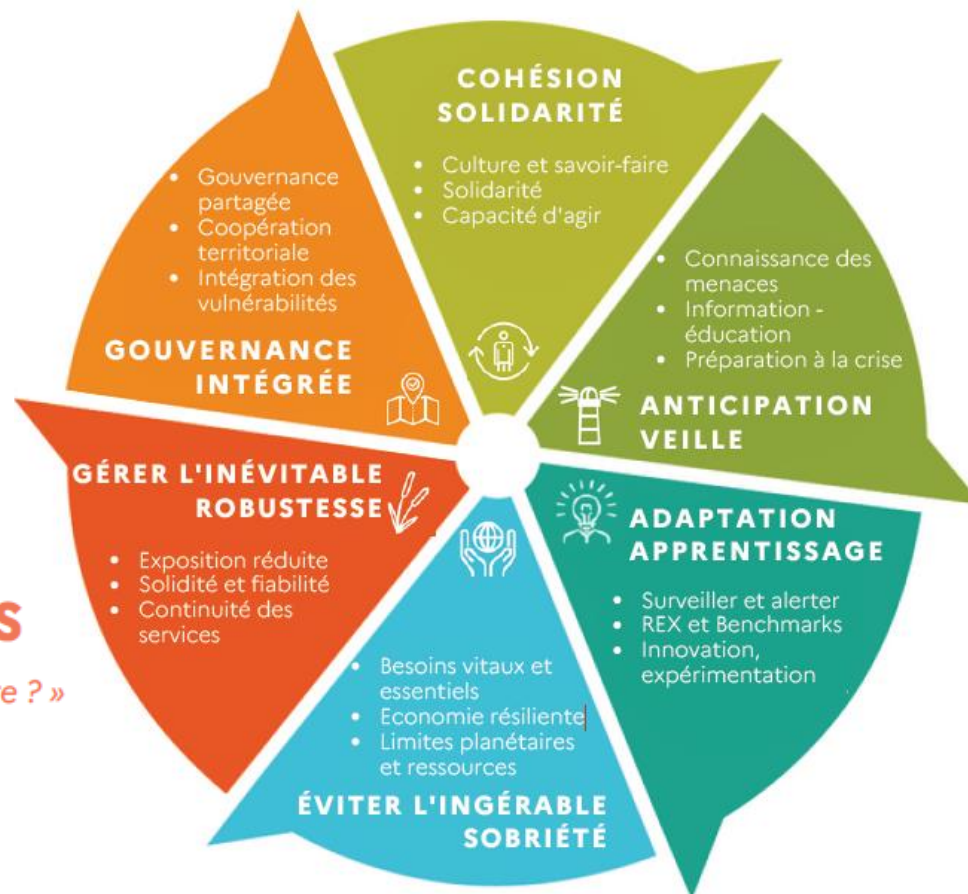 COHÉSION
SOLIDARITÉ
• Culture et savoir-faire
• Solidarité
• Capacité d'agir
• Connaissance des
menaces
• Information -
éducation
• Préparation à la crise
ANTICIPATION
VEILLE
ADAPTATION
APPRENTISSAGE
• Surveiller et alerter
• REX et Benchmarks
• Innovation,
expérimentation
• Besoins vitaux et
essentiels
• Economie résiliente
• Limites planétaires
et ressources
ÉVITER L'INGÉRABLE
SOBRIÉTÉ
GÉRER L'INÉVITABLE
ROBUSTESSE
• Exposition réduite
• Solidité et fiabilité
• Continuité des
services
• Gouvernance
partagée
• Coopération
territoriale
• Intégration des
vulnérabilités
GOUVERNANCE
INTÉGRÉE
S
e ? »